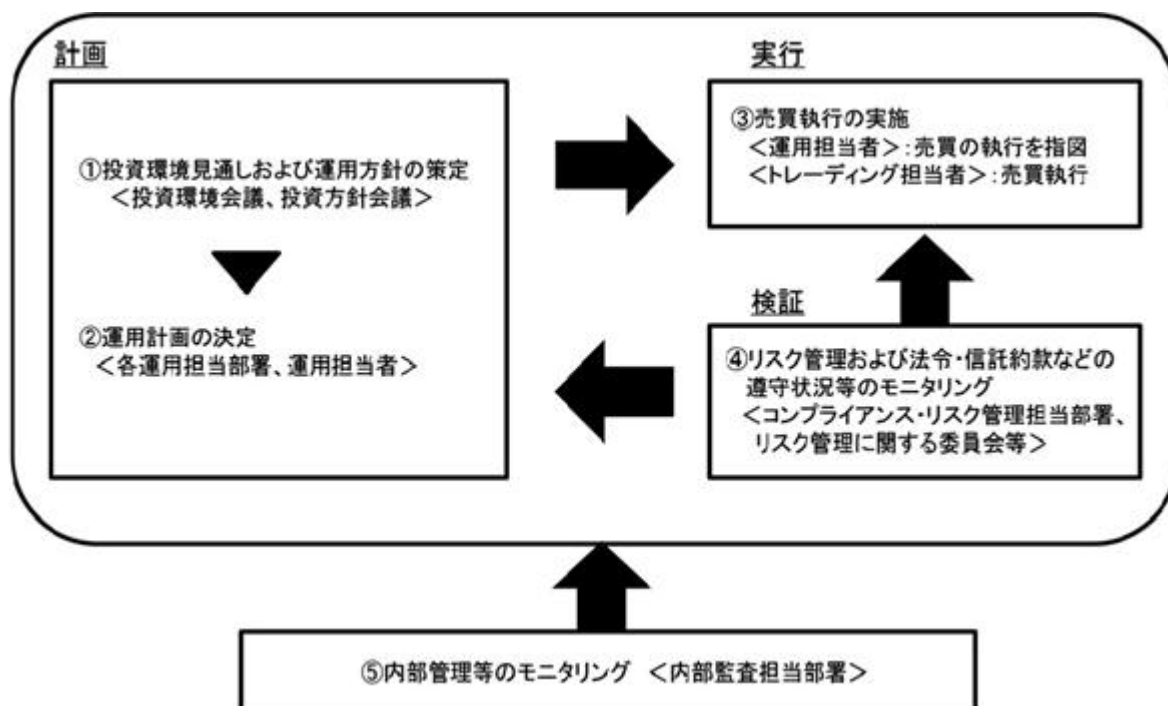 計画
①投資環境見通しおよび運用方針の策定
＜投資環境会議、投資方針会議＞
②運用計画の決定
＜各運用担当部署、運用担当者＞
実行
③売買執行の実施
＜運用担当者＞：売買の執行を指図
＜トレーディング担当者＞：売買執行
検証
④リスク管理および法令・信託約款などの
遵守状況等のモニタリング
＜コンプライアンス・リスク管理担当部署、
リスク管理に関する委員会等＞
⑤内部管理等のモニタリング ＜内部監査担当部署＞